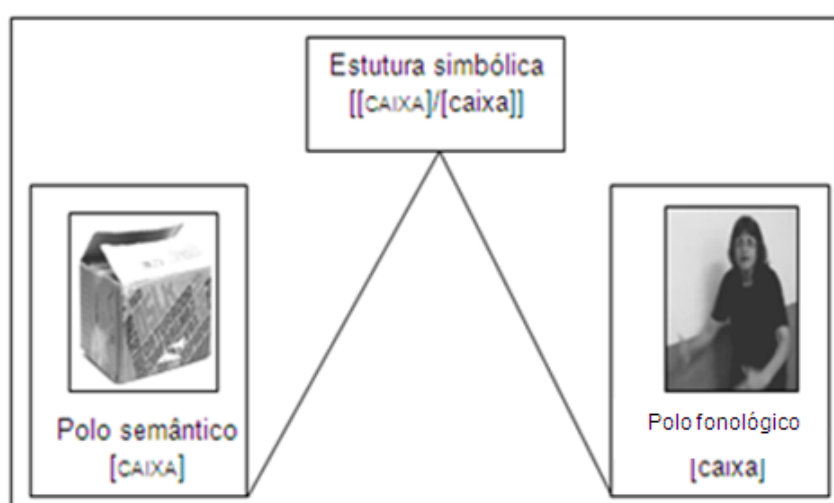 Estutura simbólica
[[CAIXA]/[caixa]]
Polo semântico
[CAIXA]
Polo fonológico
[caixa]